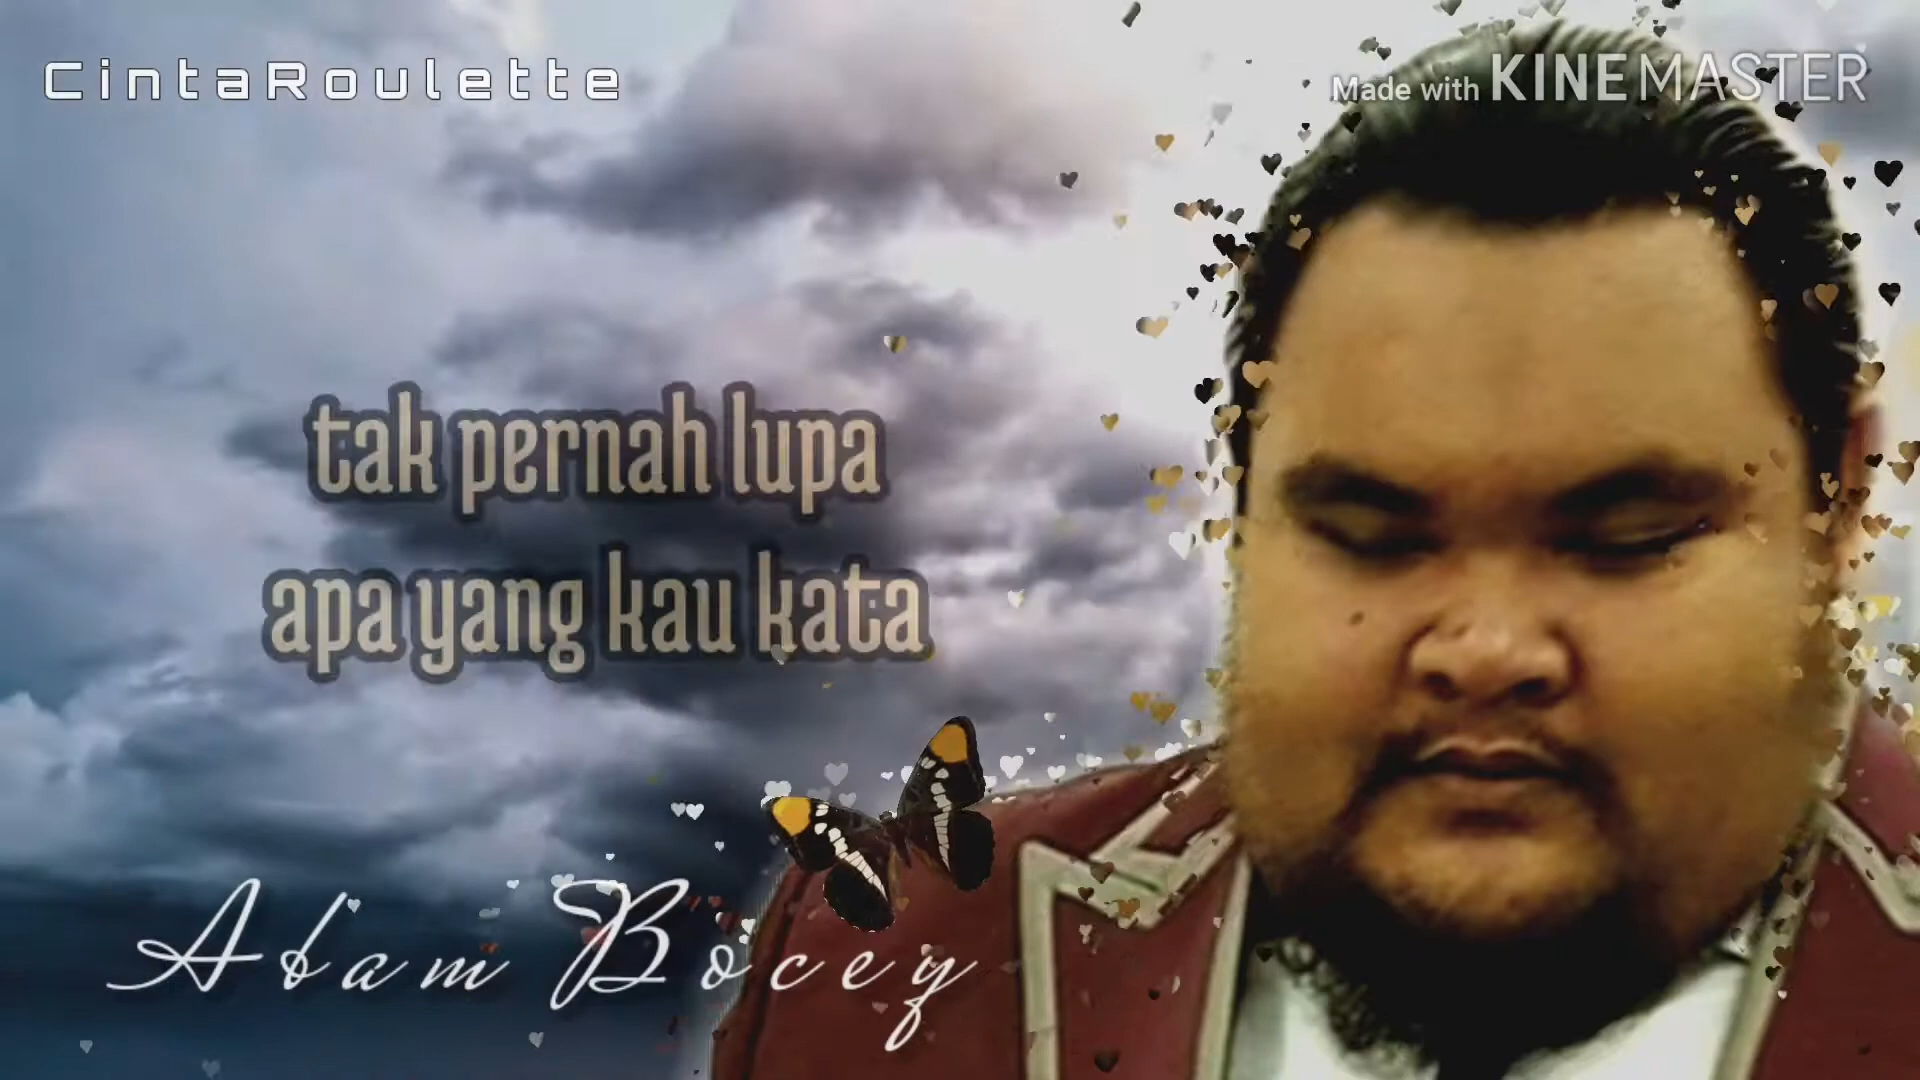 CintaRoulette
Made with KINEMASTER
tak pernah lupa
apa yang kau kata
Abam Bocey